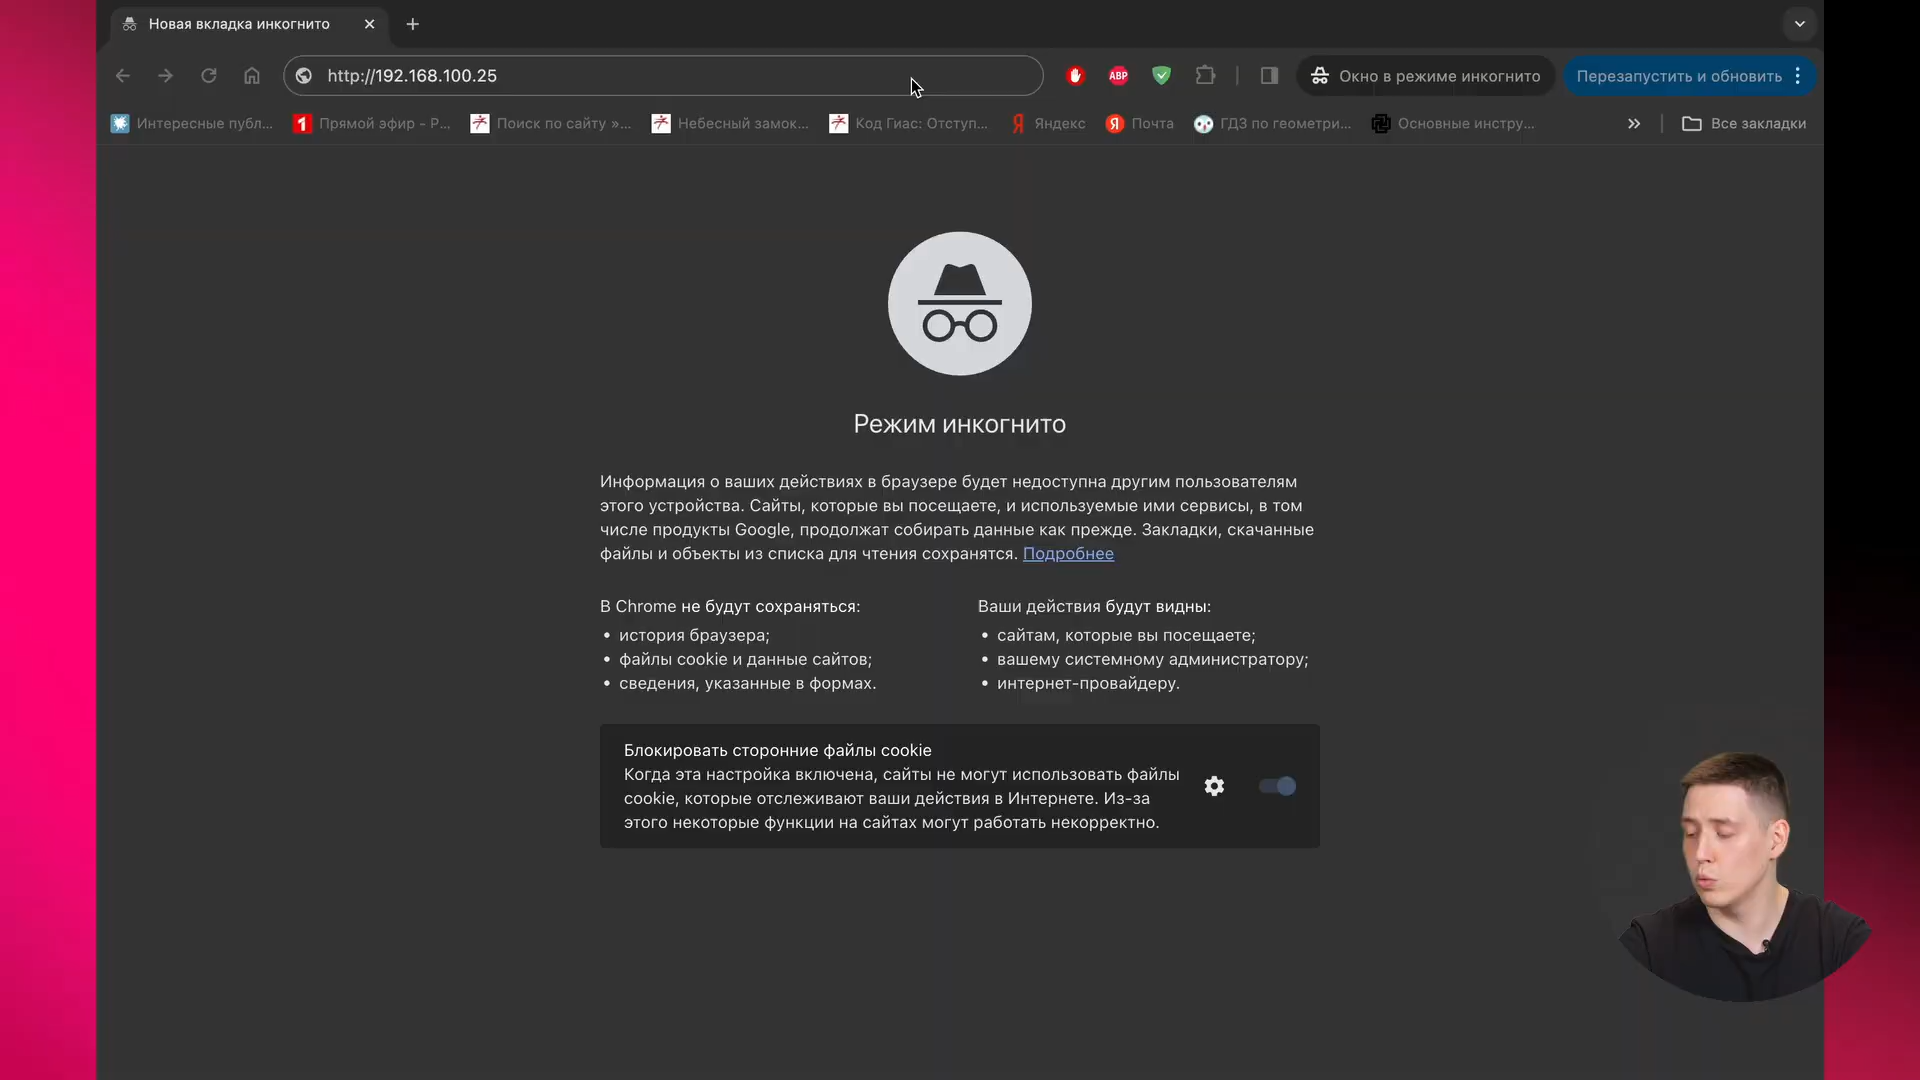 Новая вкладка инкогнито
http://192.168.100.25
ABP
Окно в режиме инкогнито
Перезапустить и обновить
Интересные публ...
1 Прямой эфир - Р...
Поиск по сайту »...
Небесный замок...
Код Гиас: Отступ...
Я Яндекс
Я Почта
ГДЗ по геометри...
Основные инстру...
Все закладки
Режим инкогнито
Информация о ваших действиях в браузере будет недоступна другим пользователям
этого устройства. Сайты, которые вы посещаете, и используемые ими сервисы, в том
числе продукты Google, продолжат собирать данные как прежде. Закладки, скачанные
файлы и объекты из списка для чтения сохранятся. Подробнее
В Chrome не будут сохраняться:
• история браузера;
• файлы cookie и данные сайтов;
• сведения, указанные в формах.
Ваши действия будут видны:
• сайтам, которые вы посещаете;
• вашему системному администратору;
• интернет-провайдеру.
Блокировать сторонние файлы cookie
Когда эта настройка включена, сайты не могут использовать файлы
cookie, которые отслеживают ваши действия в Интернете. Из-за
этого некоторые функции на сайтах могут работать некорректно.